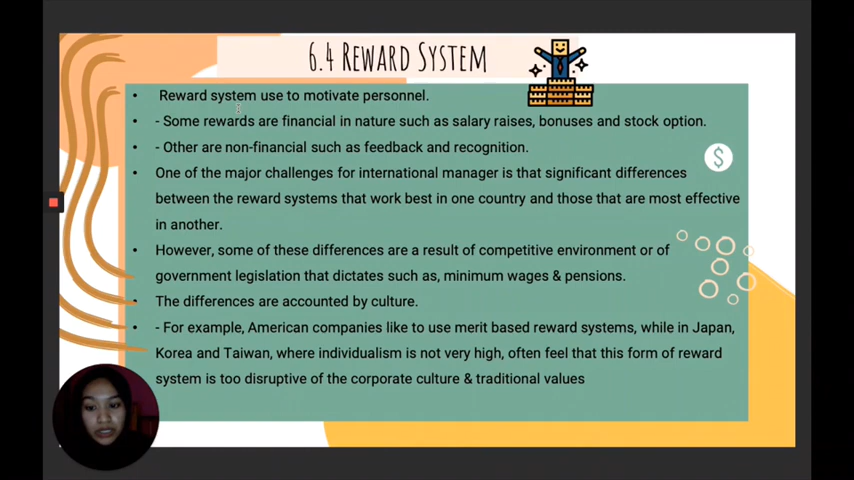 6.4 Reward System
• Reward system use to motivate personnel.
• - Some rewards are financial in nature such as salary raises, bonuses and stock option.
• - Other are non-financial such as feedback and recognition.
• One of the major challenges for international manager is that significant differences
between the reward systems that work best in one country and those that are most effective
in another.
• However, some of these differences are a result of competitive environment or of
government legislation that dictates such as, minimum wages & pensions.
• The differences are accounted by culture.
• - For example, American companies like to use merit based reward systems, while in Japan,
Korea and Taiwan, where individualism is not very high, often feel that this form of reward
system is too disruptive of the corporate culture & traditional values
$